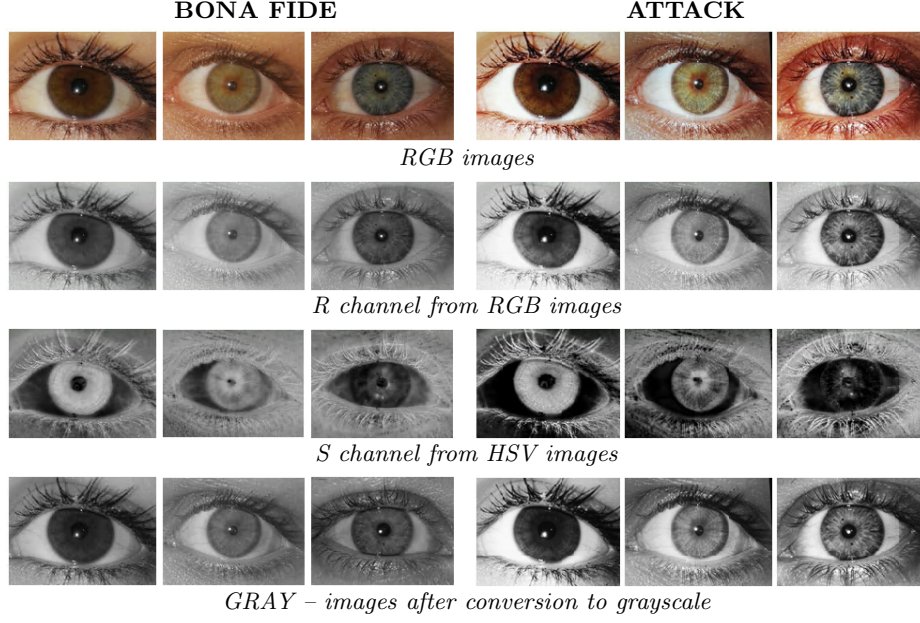 BONA FIDE ATTACK
RGB images
R channel from RGB images
S channel from HSV images
GRAY – images after conversion to grayscale